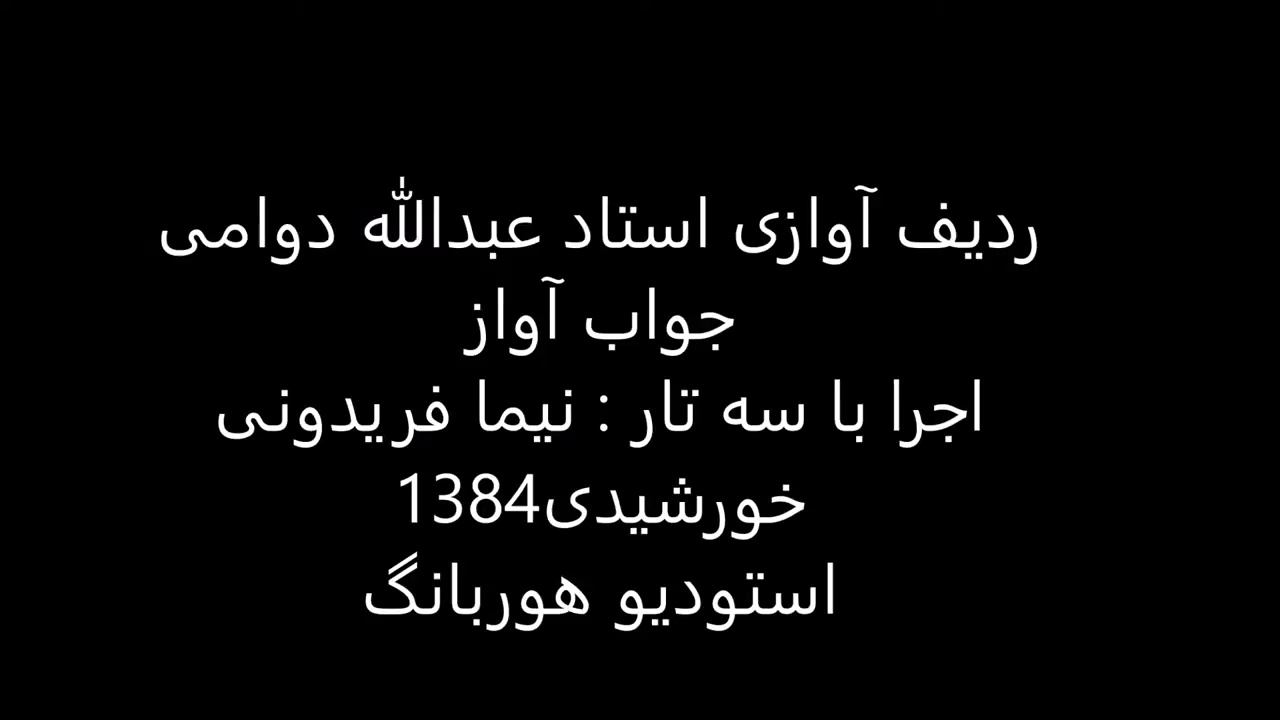 ردیف آوازی استاد عبدالله دوامی
جواب آواز
اجرا با سه تار : نیما فریدونی
خورشیدی1384
استودیو هوربانگ